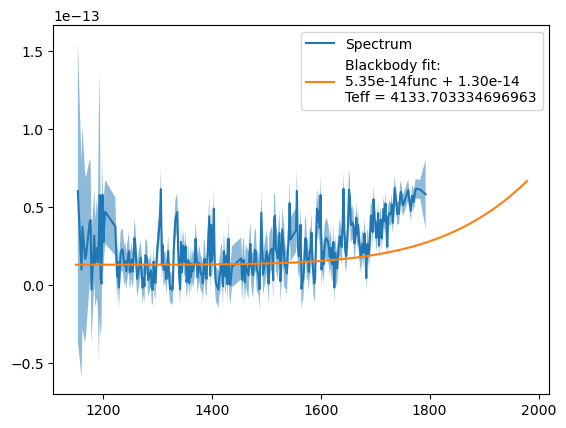 1e−13
Spectrum
Blackbody fit:
5.35e-14func + 1.30e-14
Teff = 4133.703334696963
1.5
1.0
0.5
0.0
−0.5
1200
1400
1600
1800
2000